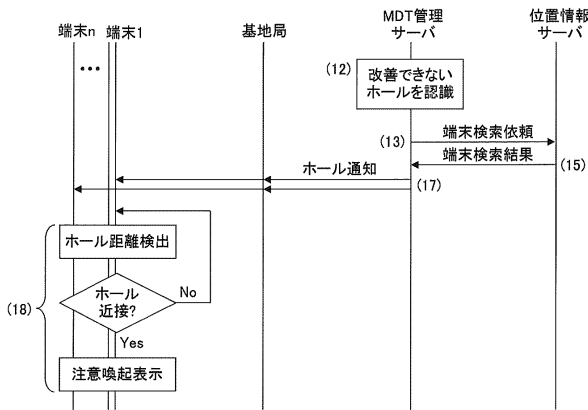 端末n 端末1 基地局 MDT管理サーバ 位置情報サーバ
•••
(12)
改善できない
ホールを認識
(13) 端末検索依頼
端末検索結果 (15)
ホール通知
(17)
ホール距離検出
(18)
ホール
近接?
No
Yes
注意喚起表示